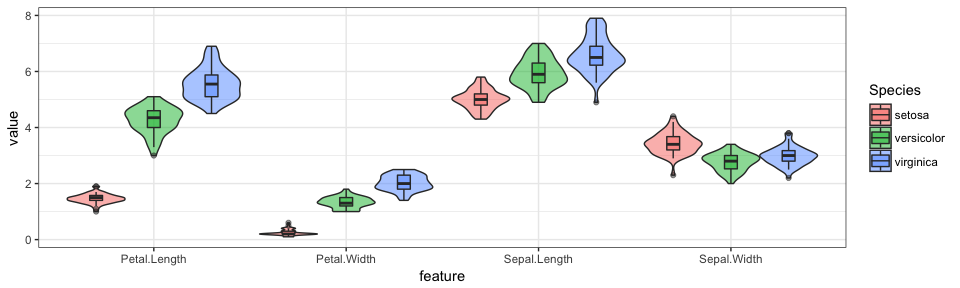 8
6
4
2
0
value
Petal.Length Petal.Width Sepal.Length Sepal.Width
feature
Species
setosa
versicolor
virginica